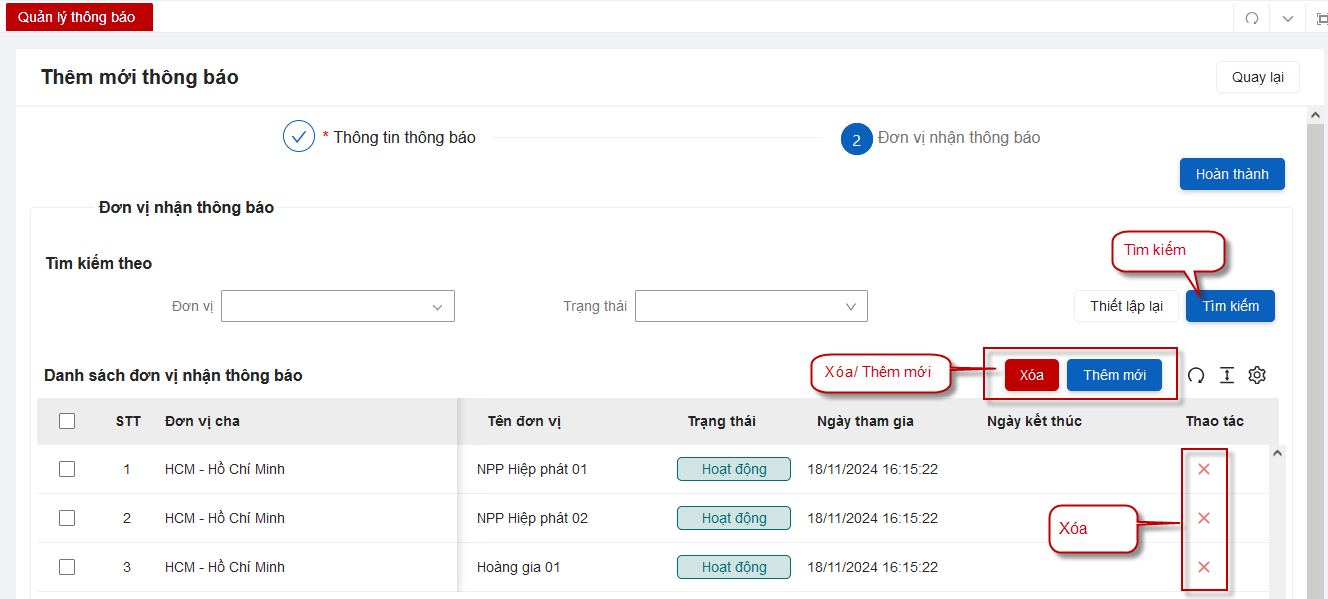 Quản lý thông báo
Thêm mới thông báo
Quay lại
* Thông tin thông báo
2 Đơn vị nhận thông báo
Hoàn thành
Đơn vị nhận thông báo
Tìm kiếm
Tìm kiếm theo
Đơn vị Trạng thái Thiết lập lại Tìm kiếm
Xóa/ Thêm mới
Danh sách đơn vị nhận thông báo Xóa Thêm mới
STT Đơn vị cha Tên đơn vị Trạng thái Ngày tham gia Ngày kết thúc Thao tác
1 HCM - Hồ Chí Minh NPP Hiệp phát 01 Hoạt động 18/11/2024 16:15:22
2 HCM - Hồ Chí Minh NPP Hiệp phát 02 Hoạt động 18/11/2024 16:15:22
Xóa
3 HCM - Hồ Chí Minh Hoàng gia 01 Hoạt động 18/11/2024 16:15:22